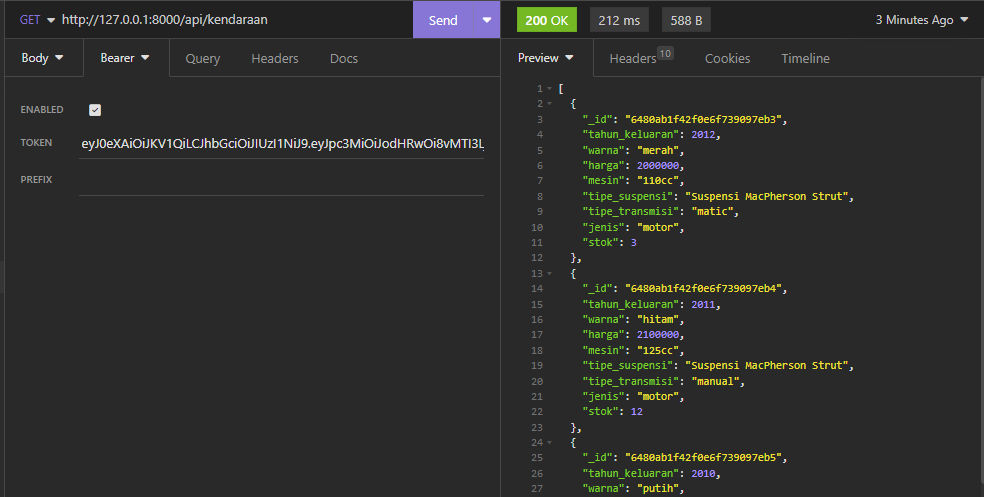 GET http://127.0.0.1:8000/api/kendaraan Send 200 OK 212 ms 588 B 3 Minutes Ago
Body Bearer Query Headers Docs
Preview Headers 10 Cookies Timeline
ENABLED
TOKEN eyJ0eXAiOiJKV1QiLCJhbGciOiJIUzI1NiJ9.eyJpc3MiOiJodHRwOi8vMTI3L
PREFIX
1 [
2 {
3 "_id": "6480ab1f42f0e6f739097eb3",
4 "tahun_keluaran": 2012,
5 "warna": "merah",
6 "harga": 2000000,
7 "mesin": "110cc",
8 "tipe_suspensi": "Suspensi MacPherson Strut",
9 "tipe_transmisi": "matic",
10 "jenis": "motor",
11 "stok": 3
12 },
13 {
14 "_id": "6480ab1f42f0e6f739097eb4",
15 "tahun_keluaran": 2011,
16 "warna": "hitam",
17 "harga": 2100000,
18 "mesin": "125cc",
19 "tipe_suspensi": "Suspensi MacPherson Strut",
20 "tipe_transmisi": "manual",
21 "jenis": "motor",
22 "stok": 12
23 },
24 {
25 "_id": "6480ab1f42f0e6f739097eb5",
26 "tahun_keluaran": 2010,
27 "warna": "putih",